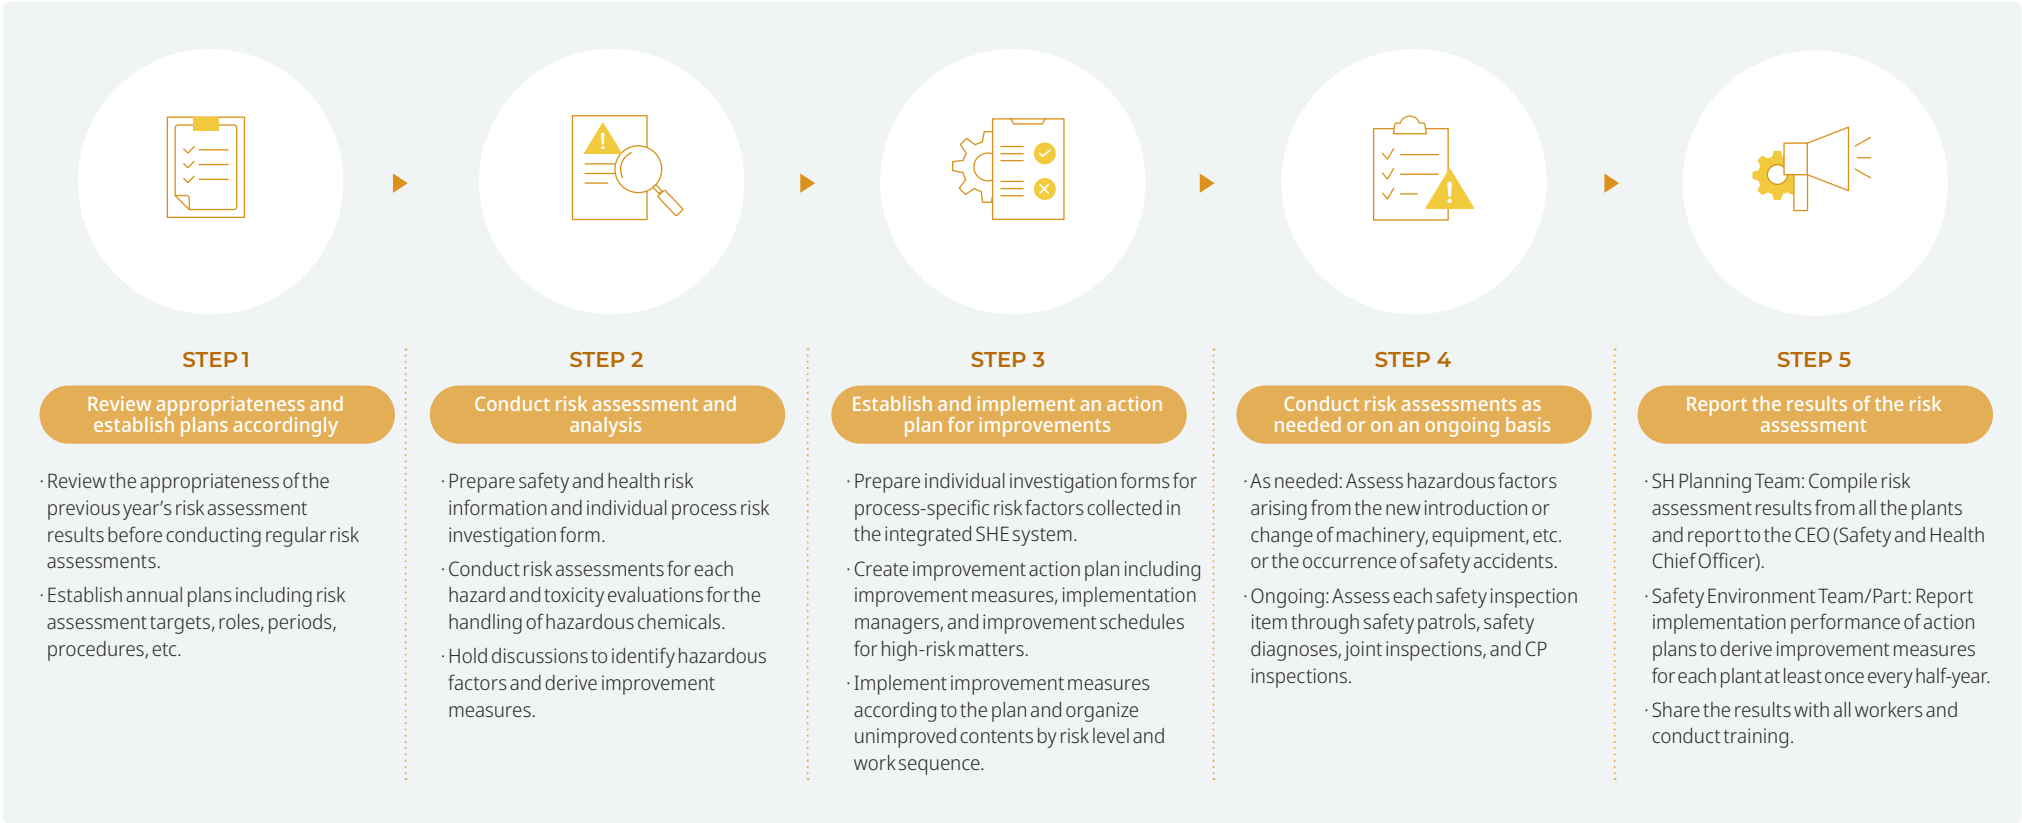 STEP 1
Review appropriateness and
establish plans accordingly
· Review the appropriateness of the
previous year’s risk assessment
results before conducting regular risk
assessments.
· Establish annual plans including risk
assessment targets, roles, periods,
procedures, etc.
STEP 2
Conduct risk assessment and
analysis
· Prepare safety and health risk
information and individual process risk
investigation form.
· Conduct risk assessments for each
hazard and toxicity evaluations for the
handling of hazardous chemicals.
· Hold discussions to identify hazardous
factors and derive improvement
measures.
STEP 3
Establish and implement an action
plan for improvements
· Prepare individual investigation forms for
process-specific risk factors collected in
the integrated SHE system.
· Create improvement action plan including
improvement measures, implementation
managers, and improvement schedules
for high-risk matters.
· Implement improvement measures
according to the plan and organize
unimproved contents by risk level and
work sequence.
STEP 4
Conduct risk assessments as
needed or on an ongoing basis
· As needed: Assess hazardous factors
arising from the new introduction or
change of machinery, equipment, etc.
or the occurrence of safety accidents.
· Ongoing: Assess each safety inspection
item through safety patrols, safety
diagnoses, joint inspections, and CP
inspections.
STEP 5
Report the results of the risk
assessment
· SH Planning Team: Compile risk
assessment results from all the plants
and report to the CEO (Safety and Health
Chief Officer).
· Safety Environment Team/Part: Report
implementation performance of action
plans to derive improvement measures
for each plant at least once every half-year.
· Share the results with all workers and
conduct training.